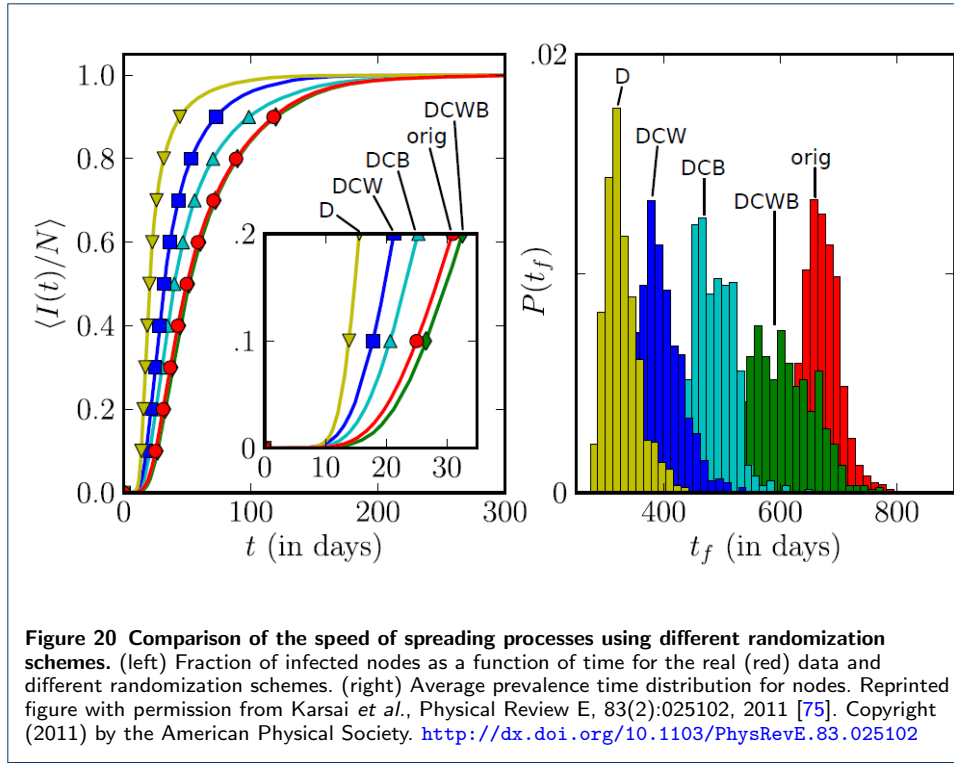 1.0
0.8
0.6
0.4
0.2
0.0
⟨I(t)/N⟩
0
100
200
300
t (in days)
DCWB
orig
DCB
DCW
D
.2
.1
0
0
10
20
30
.02
0
P(t_f)
D
DCW
DCB
DCWB
orig
400
600
800
t_f (in days)
Figure 20 Comparison of the speed of spreading processes using different randomization
schemes. (left) Fraction of infected nodes as a function of time for the real (red) data and
different randomization schemes. (right) Average prevalence time distribution for nodes. Reprinted
figure with permission from Karsai et al., Physical Review E, 83(2):025102, 2011 [75]. Copyright
(2011) by the American Physical Society. http://dx.doi.org/10.1103/PhysRevE.83.025102